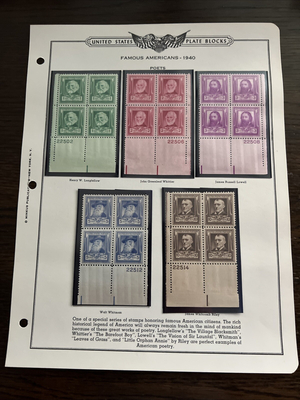 UNITED STATES PLATE BLOCKS
FAMOUS AMERICANS - 1940
POETS
22502
22506
22508
Henry W. Longfellow
John Greenleaf Whittier
James Russell Lowell
22512
22514
Walt Whitman
James Whitcomb Riley
One of a special series of stamps honoring famous American citizens. The rich
historical legend of America will always remain fresh in the mind of mankind
because of these great works of poetry. Longfellow's "The Village Blacksmith",
Whittier's "The Barefoot Boy"; Lowell's "The Vision of Sir Launfal"; Whitman's
"Leaves of Grass", and "Little Orphan Annie" by Riley are perfect examples of
American poetry.